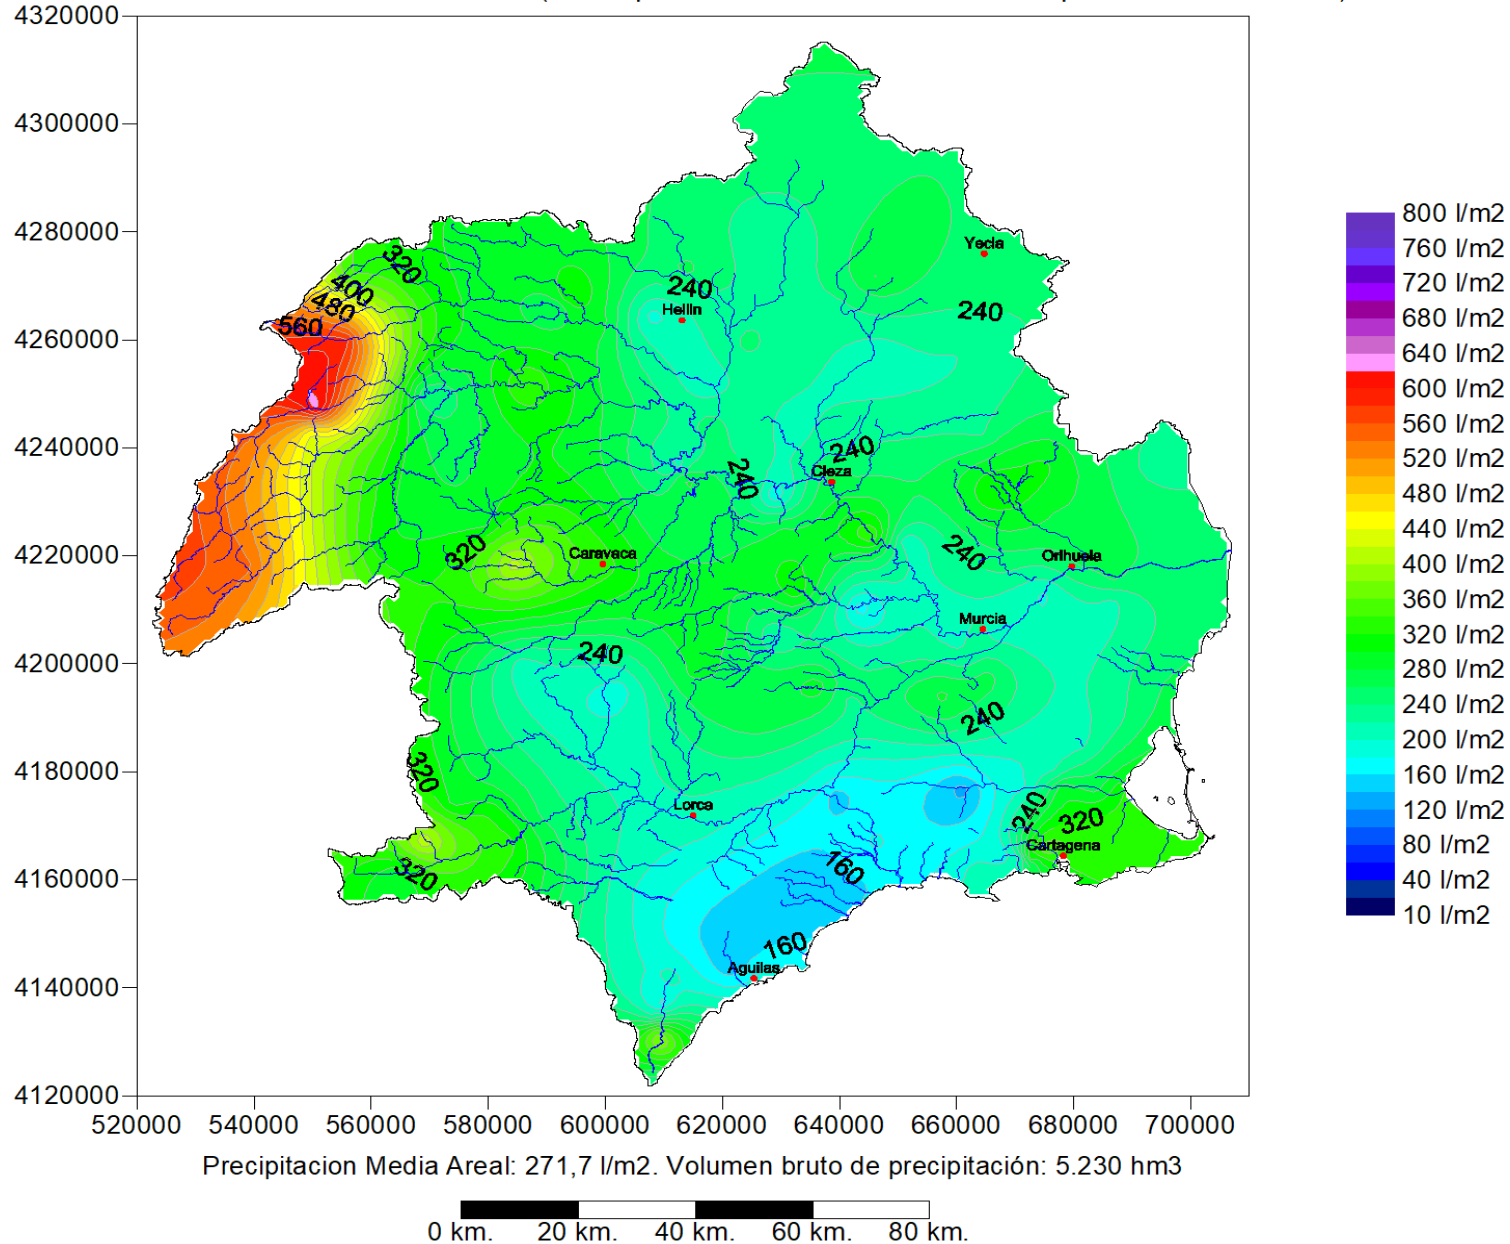 4320000
4300000
4280000
4260000
4240000
4220000
4200000
4180000
4160000
4140000
4120000
520000 540000 560000 580000 600000 620000 640000 660000 680000 700000
Yecla
320
400
480
560
240
Hellin
240
240
Cieza
240
320
Caravaca
240
Orihuela
Murcia
240
240
320
Lorca
240
320
Cartagena
320
160
160
Aguilas
800 l/m2
760 l/m2
720 l/m2
680 l/m2
640 l/m2
600 l/m2
560 l/m2
520 l/m2
480 l/m2
440 l/m2
400 l/m2
360 l/m2
320 l/m2
280 l/m2
240 l/m2
200 l/m2
160 l/m2
120 l/m2
80 l/m2
40 l/m2
10 l/m2
Precipitacion Media Areal: 271,7 l/m2. Volumen bruto de precipitación: 5.230 hm3
0 km. 20 km. 40 km. 60 km. 80 km.